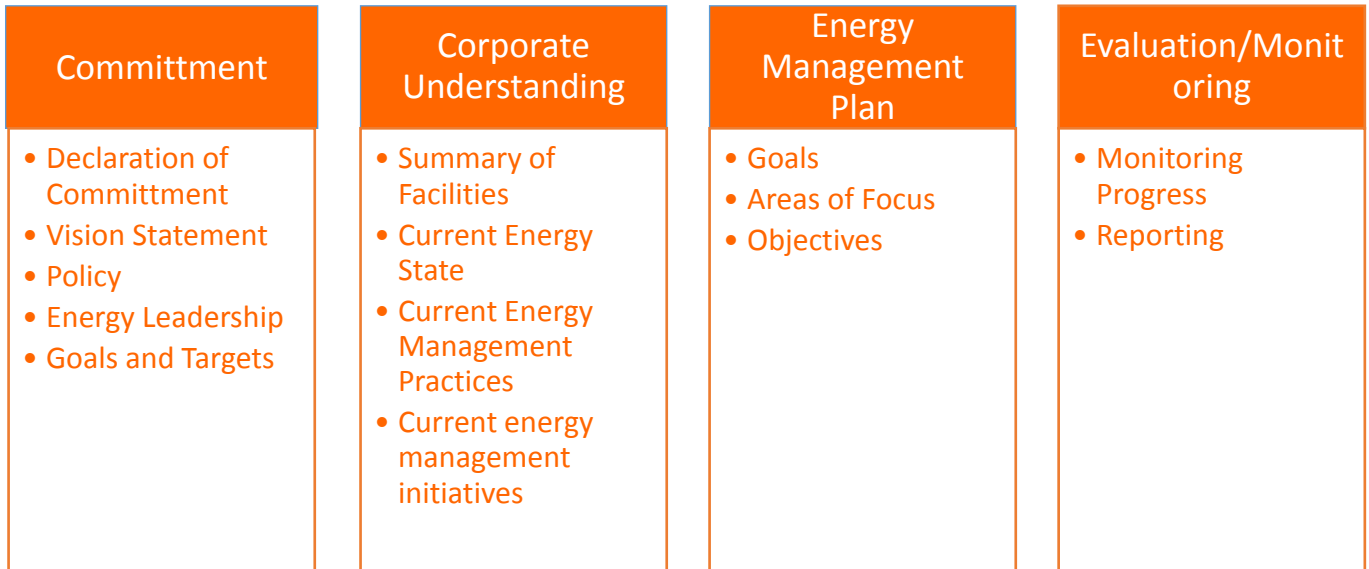 Committment
• Declaration of
Committment
• Vision Statement
• Policy
• Energy Leadership
• Goals and Targets
Corporate
Understanding
• Summary of
Facilities
• Current Energy
State
• Current Energy
Management
Practices
• Current energy
management
initiatives
Energy
Management
Plan
• Goals
• Areas of Focus
• Objectives
Evaluation/Monit
oring
• Monitoring
Progress
• Reporting